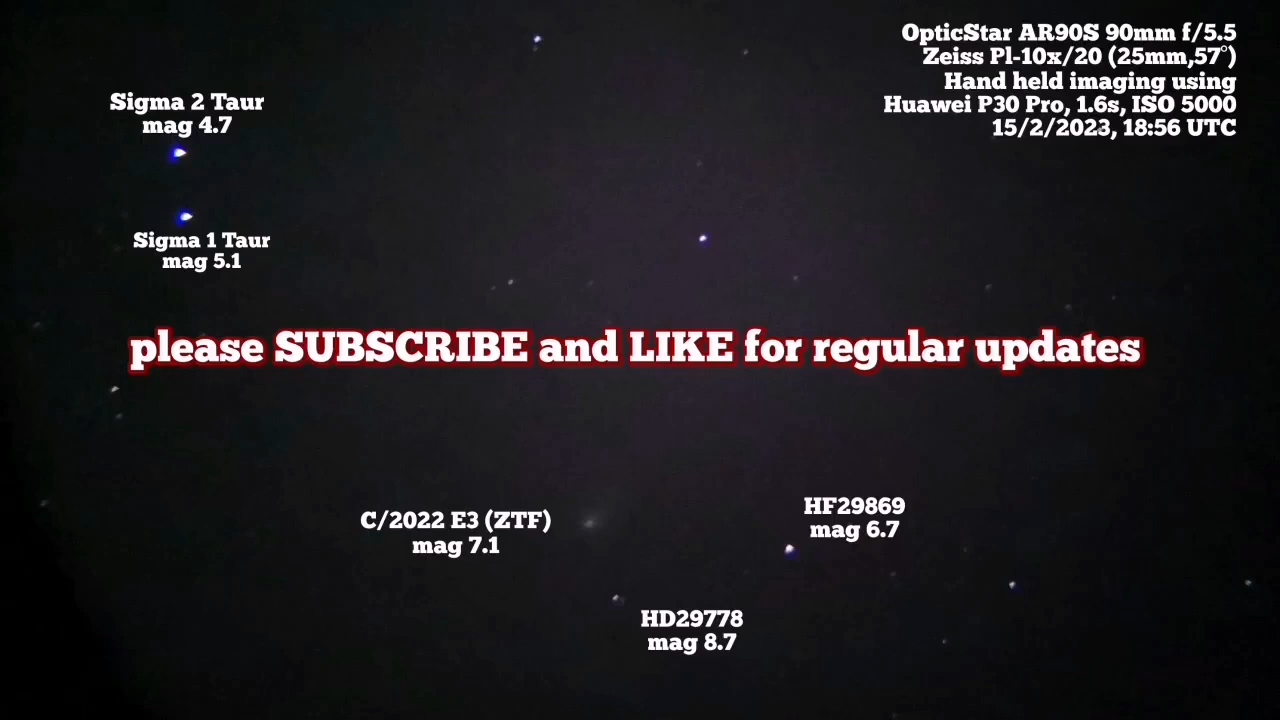 OpticStar AR90S 90mm f/5.5
Zeiss Pl-10x/20 (25mm,57°)
Hand held imaging using
Huawei P30 Pro, 1.6s, ISO 5000
15/2/2023, 18:56 UTC
Sigma 2 Taur
mag 4.7
Sigma 1 Taur
mag 5.1
please SUBSCRIBE and LIKE for regular updates
C/2022 E3 (ZTF)
mag 7.1
HF29869
mag 6.7
HD29778
mag 8.7